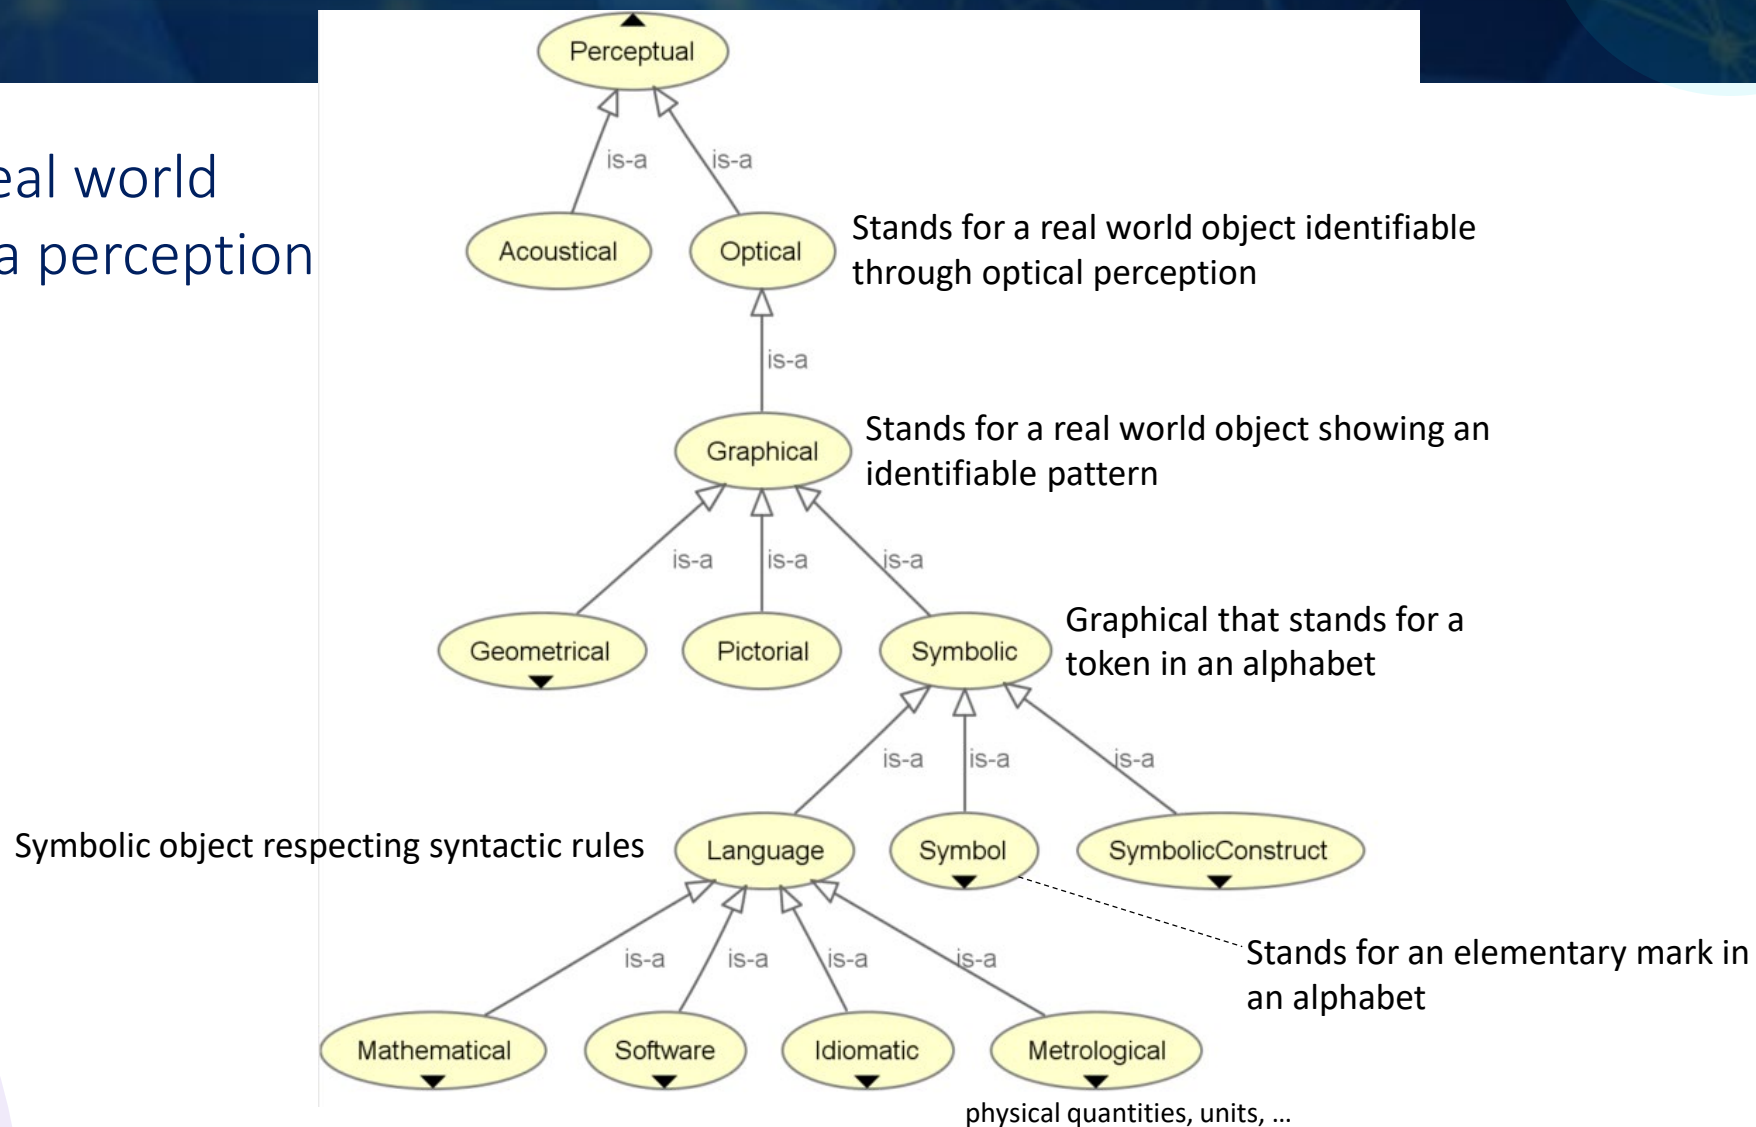 Perceptual
eal world
a perception
is-a
is-a
Acoustical
Optical
Stands for a real world object identifiable
through optical perception
is-a
Graphical
Stands for a real world object showing an
identifiable pattern
is-a
is-a
is-a
Geometrical
Pictorial
Symbolic
Graphical that stands for a
token in an alphabet
is-a
is-a
is-a
Symbolic object respecting syntactic rules
Language
Symbol
SymbolicConstruct
is-a
is-a
is-a
is-a
Stands for an elementary mark in
an alphabet
Mathematical
Software
Idiomatic
Metrological
physical quantities, units, ...